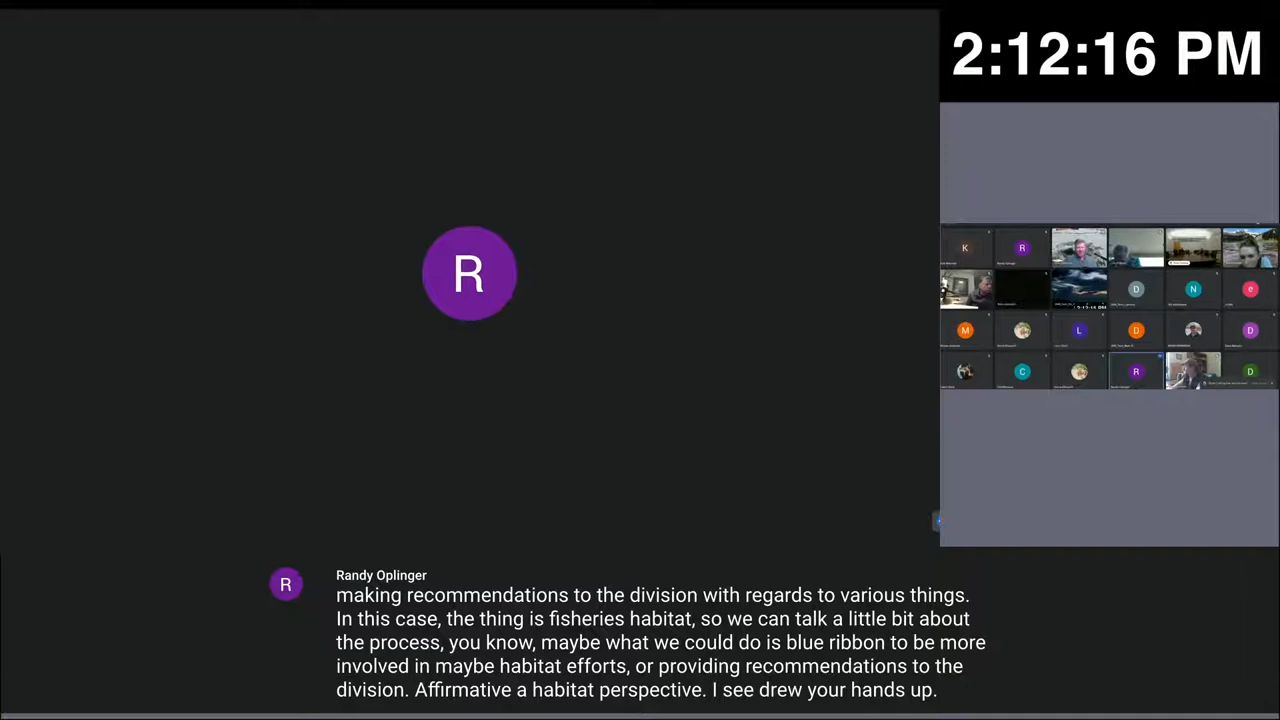 2:12:16 PM
R
K
R
D
N
e
M
L
D
D
C
R
D
R
Randy Oplinger
making recommendations to the division with regards to various things.
In this case, the thing is fisheries habitat, so we can talk a little bit about
the process, you know, maybe what we could do is blue ribbon to be more
involved in maybe habitat efforts, or providing recommendations to the
division. Affirmative a habitat perspective. I see drew your hands up.